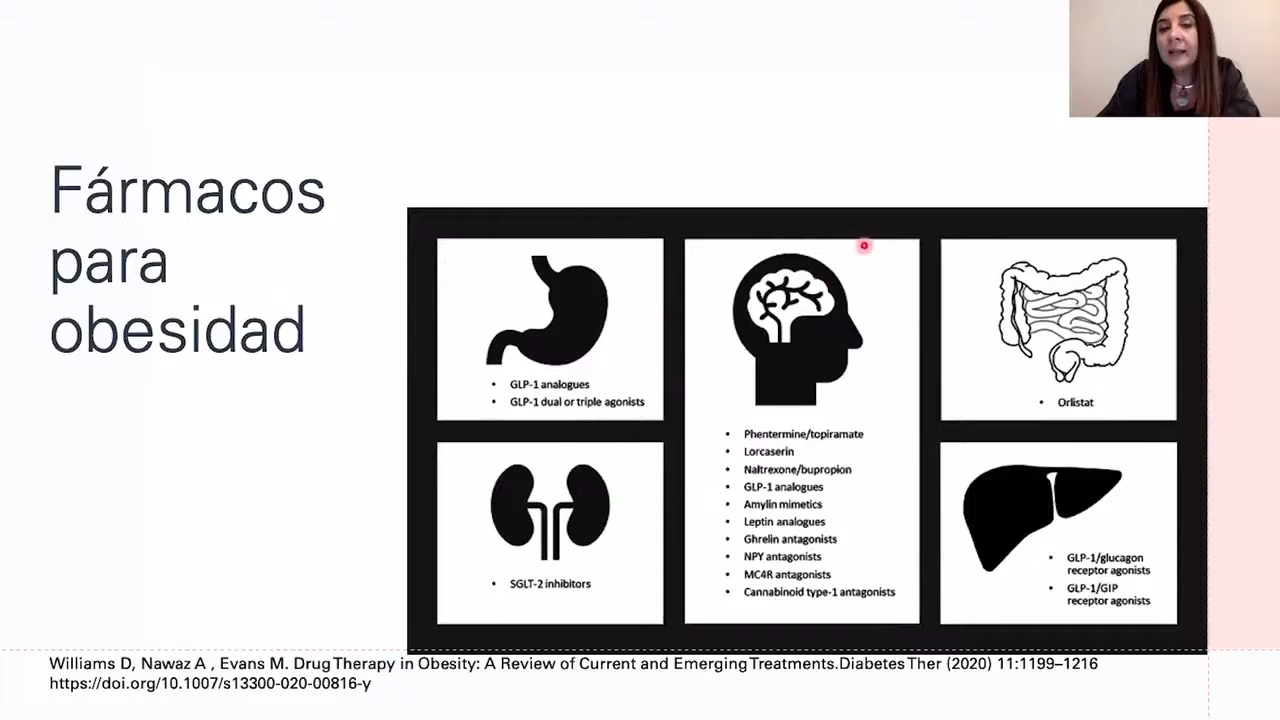 Fármacos
para
obesidad
• GLP-1 analogues
• GLP-1 dual or triple agonists
• SGLT-2 inhibitors
• Phentermine/topiramate
• Lorcaserin
• Naltrexone/bupropion
• GLP-1 analogues
• Amylin mimetics
• Leptin analogues
• Ghrelin antagonists
• NPY antagonists
• MC4R antagonists
• Cannabinoid type-1 antagonists
• Orlistat
• GLP-1/glucagon
receptor agonists
• GLP-1/GIP
receptor agonists
Williams D, Nawaz A , Evans M. Drug Therapy in Obesity: A Review of Current and Emerging Treatments.Diabetes Ther (2020) 11:1199–1216
https://doi.org/10.1007/s13300-020-00816-y